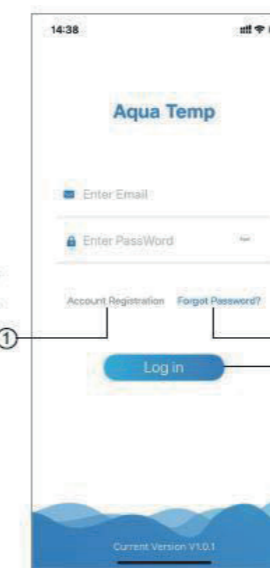 14:38
Aqua Temp
Enter Email
Enter PassWord
Account Registration Forgot Password?
①
Log in
Current Version V1.0.1